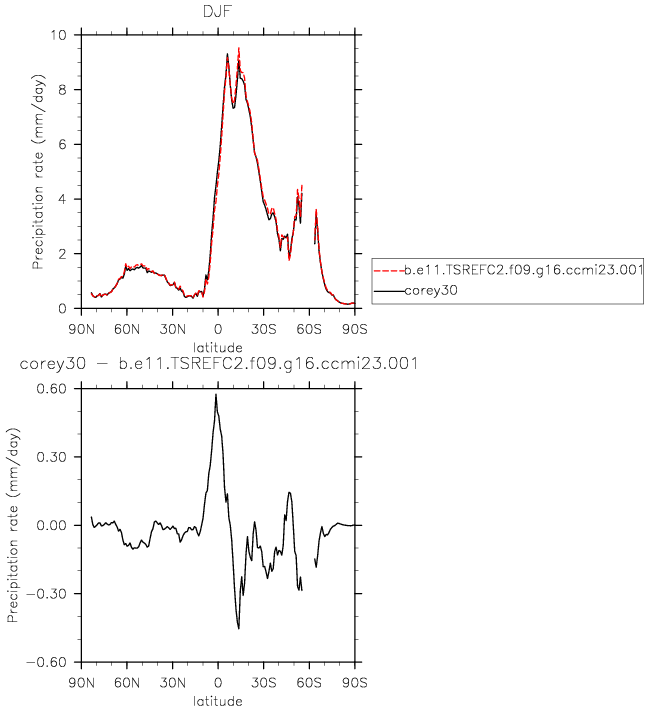 DJF
Precipitation rate (mm/day)
10
8
6
4
2
0
90N 60N 30N 0 30S 60S 90S
latitude
b.e11.TSREFC2.f09.g16.ccmi23.001
corey30
corey30 - b.e11.TSREFC2.f09.g16.ccmi23.001
Precipitation rate (mm/day)
0.60
0.30
0.00
-0.30
-0.60
90N 60N 30N 0 30S 60S 90S
latitude